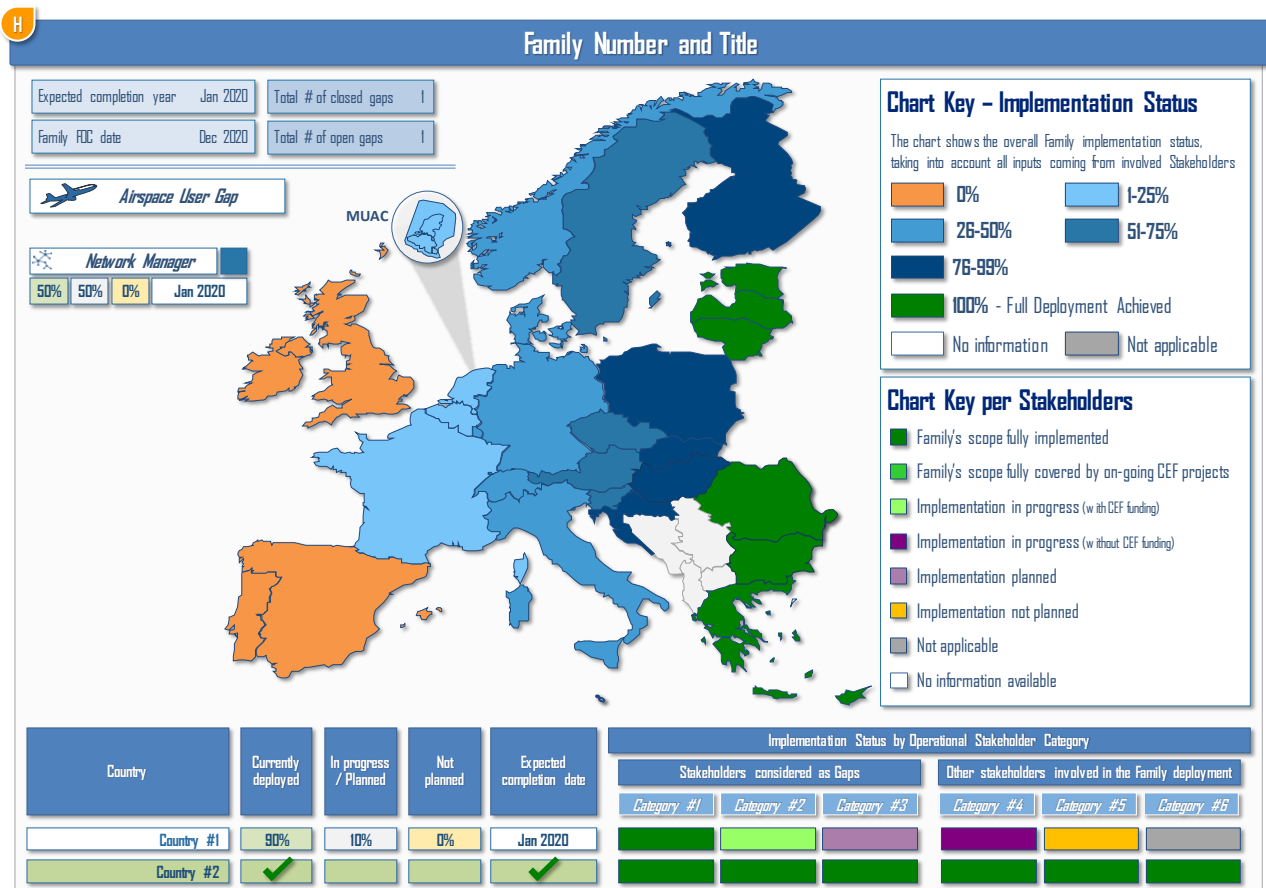 H
Family Number and Title
Expected completion year Jan 2020
Total # of closed gaps 1
Family FOC date Dec 2020
Total # of open gaps 1
Airspace User Gap
MUAC
Network Manager
50% 50% 0% Jan 2020
Chart Key – Implementation Status
The chart shows the overall Family implementation status,
taking into account all inputs coming from involved Stakeholders
0% 1-25%
26-50% 51-75%
76-99%
100% - Full Deployment Achieved
No information Not applicable
Chart Key per Stakeholders
Family's scope fully implemented
Family's scope fully covered by on-going CEF projects
Implementation in progress (with CEF funding)
Implementation in progress (without CEF funding)
Implementation planned
Implementation not planned
Not applicable
No information available
Country
Currently
deployed
In progress
/ Planned
Not
planned
Expected
completion date
Implementation Status by Operational Stakeholder Category
Stakeholders considered as Gaps
Other stakeholders involved in the Family deployment
Category #1 Category #2 Category #3 Category #4 Category #5 Category #6
Country #1 90% 10% 0% Jan 2020
Country #2